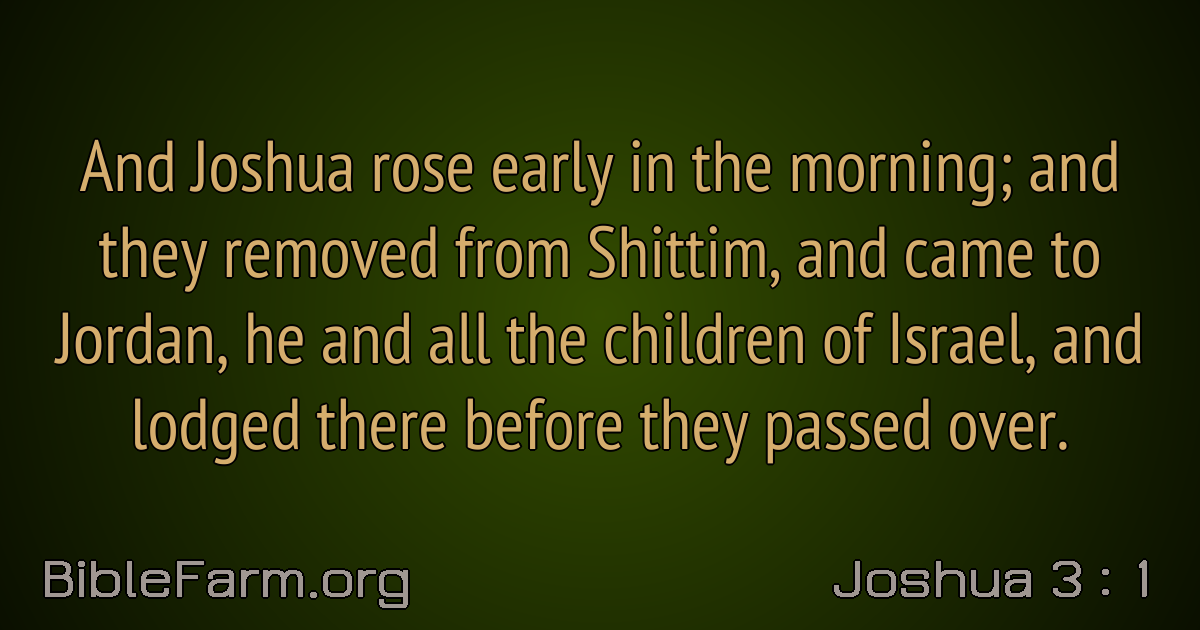 And Joshua rose early in the morning; and
they removed from Shittim, and came to
Jordan, he and all the children of Israel, and
lodged there before they passed over.
BibleFarm.org
Joshua 3 : 1